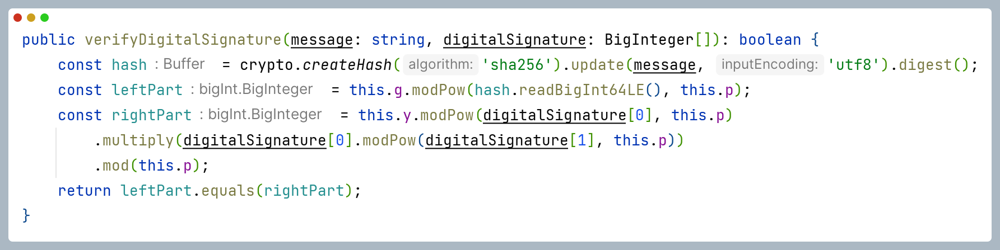 public verifyDigitalSignature(message: string, digitalSignature: BigInteger[]): boolean {
const hash : Buffer = crypto.createHash( algorithm: 'sha256').update(message, inputEncoding: 'utf8').digest();
const leftPart : bigInt.BigInteger = this.g.modPow(hash.readBigInt64LE(), this.p);
const rightPart : bigInt.BigInteger = this.y.modPow(digitalSignature[0], this.p)
.multiply(digitalSignature[0].modPow(digitalSignature[1], this.p))
.mod(this.p);
return leftPart.equals(rightPart);
}